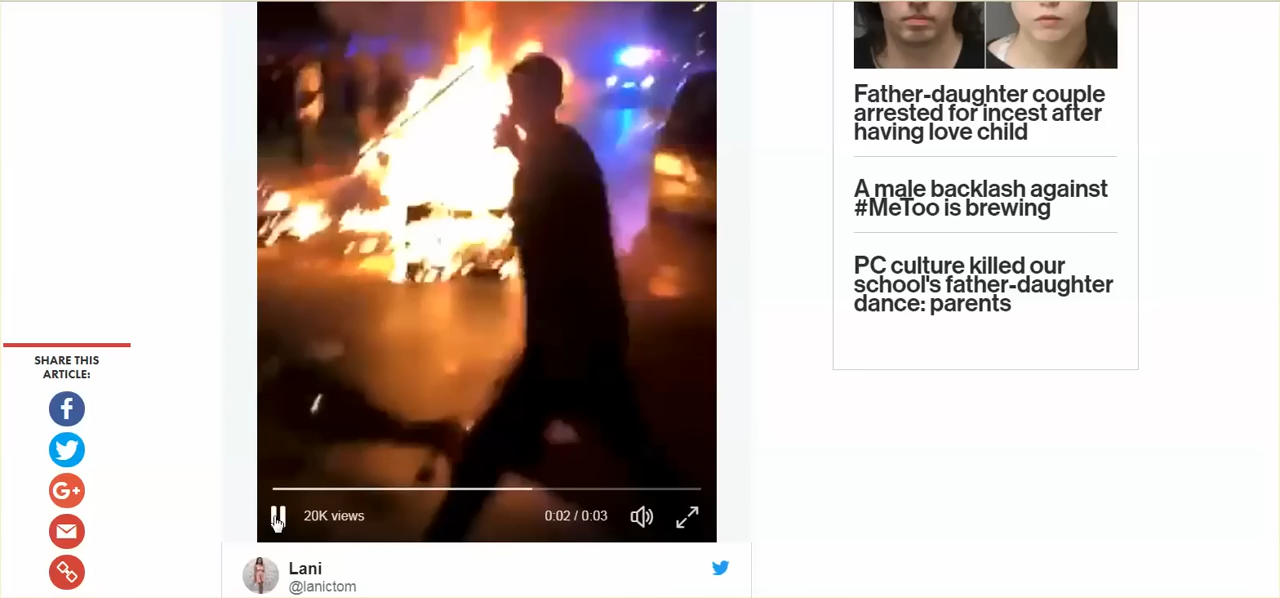 Father-daughter couple
arrested for incest after
having love child
A male backlash against
#MeToo is brewing
PC culture killed our
school's father-daughter
dance: parents
SHARE THIS
ARTICLE:
G+
20K views
0:02 / 0:03
Lani
@lanictom